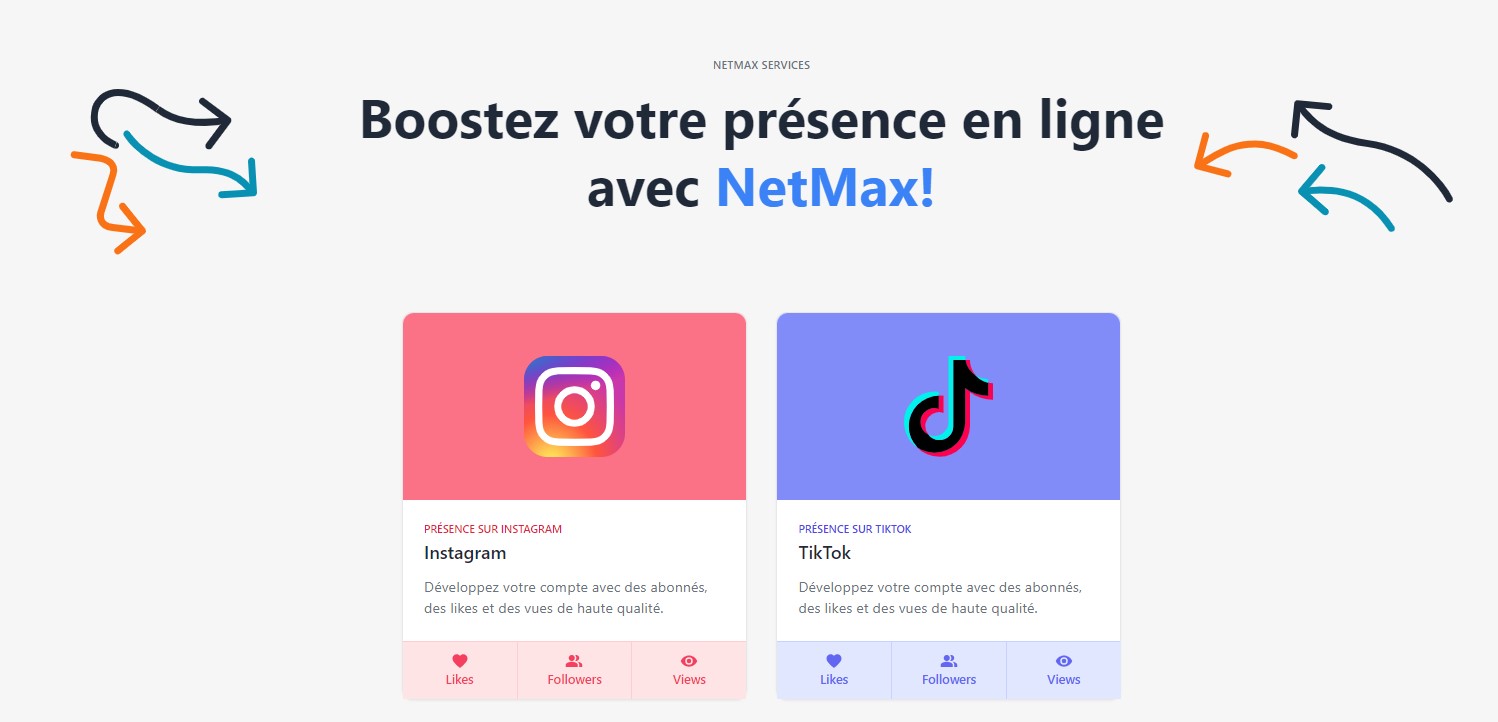 NETMAX SERVICES
Boostez votre présence en ligne
avec NetMax!
PRÉSENCE SUR INSTAGRAM
Instagram
Développez votre compte avec des abonnés,
des likes et des vues de haute qualité.
Likes
Followers
Views
PRÉSENCE SUR TIKTOK
TikTok
Développez votre compte avec des abonnés,
des likes et des vues de haute qualité.
Likes
Followers
Views